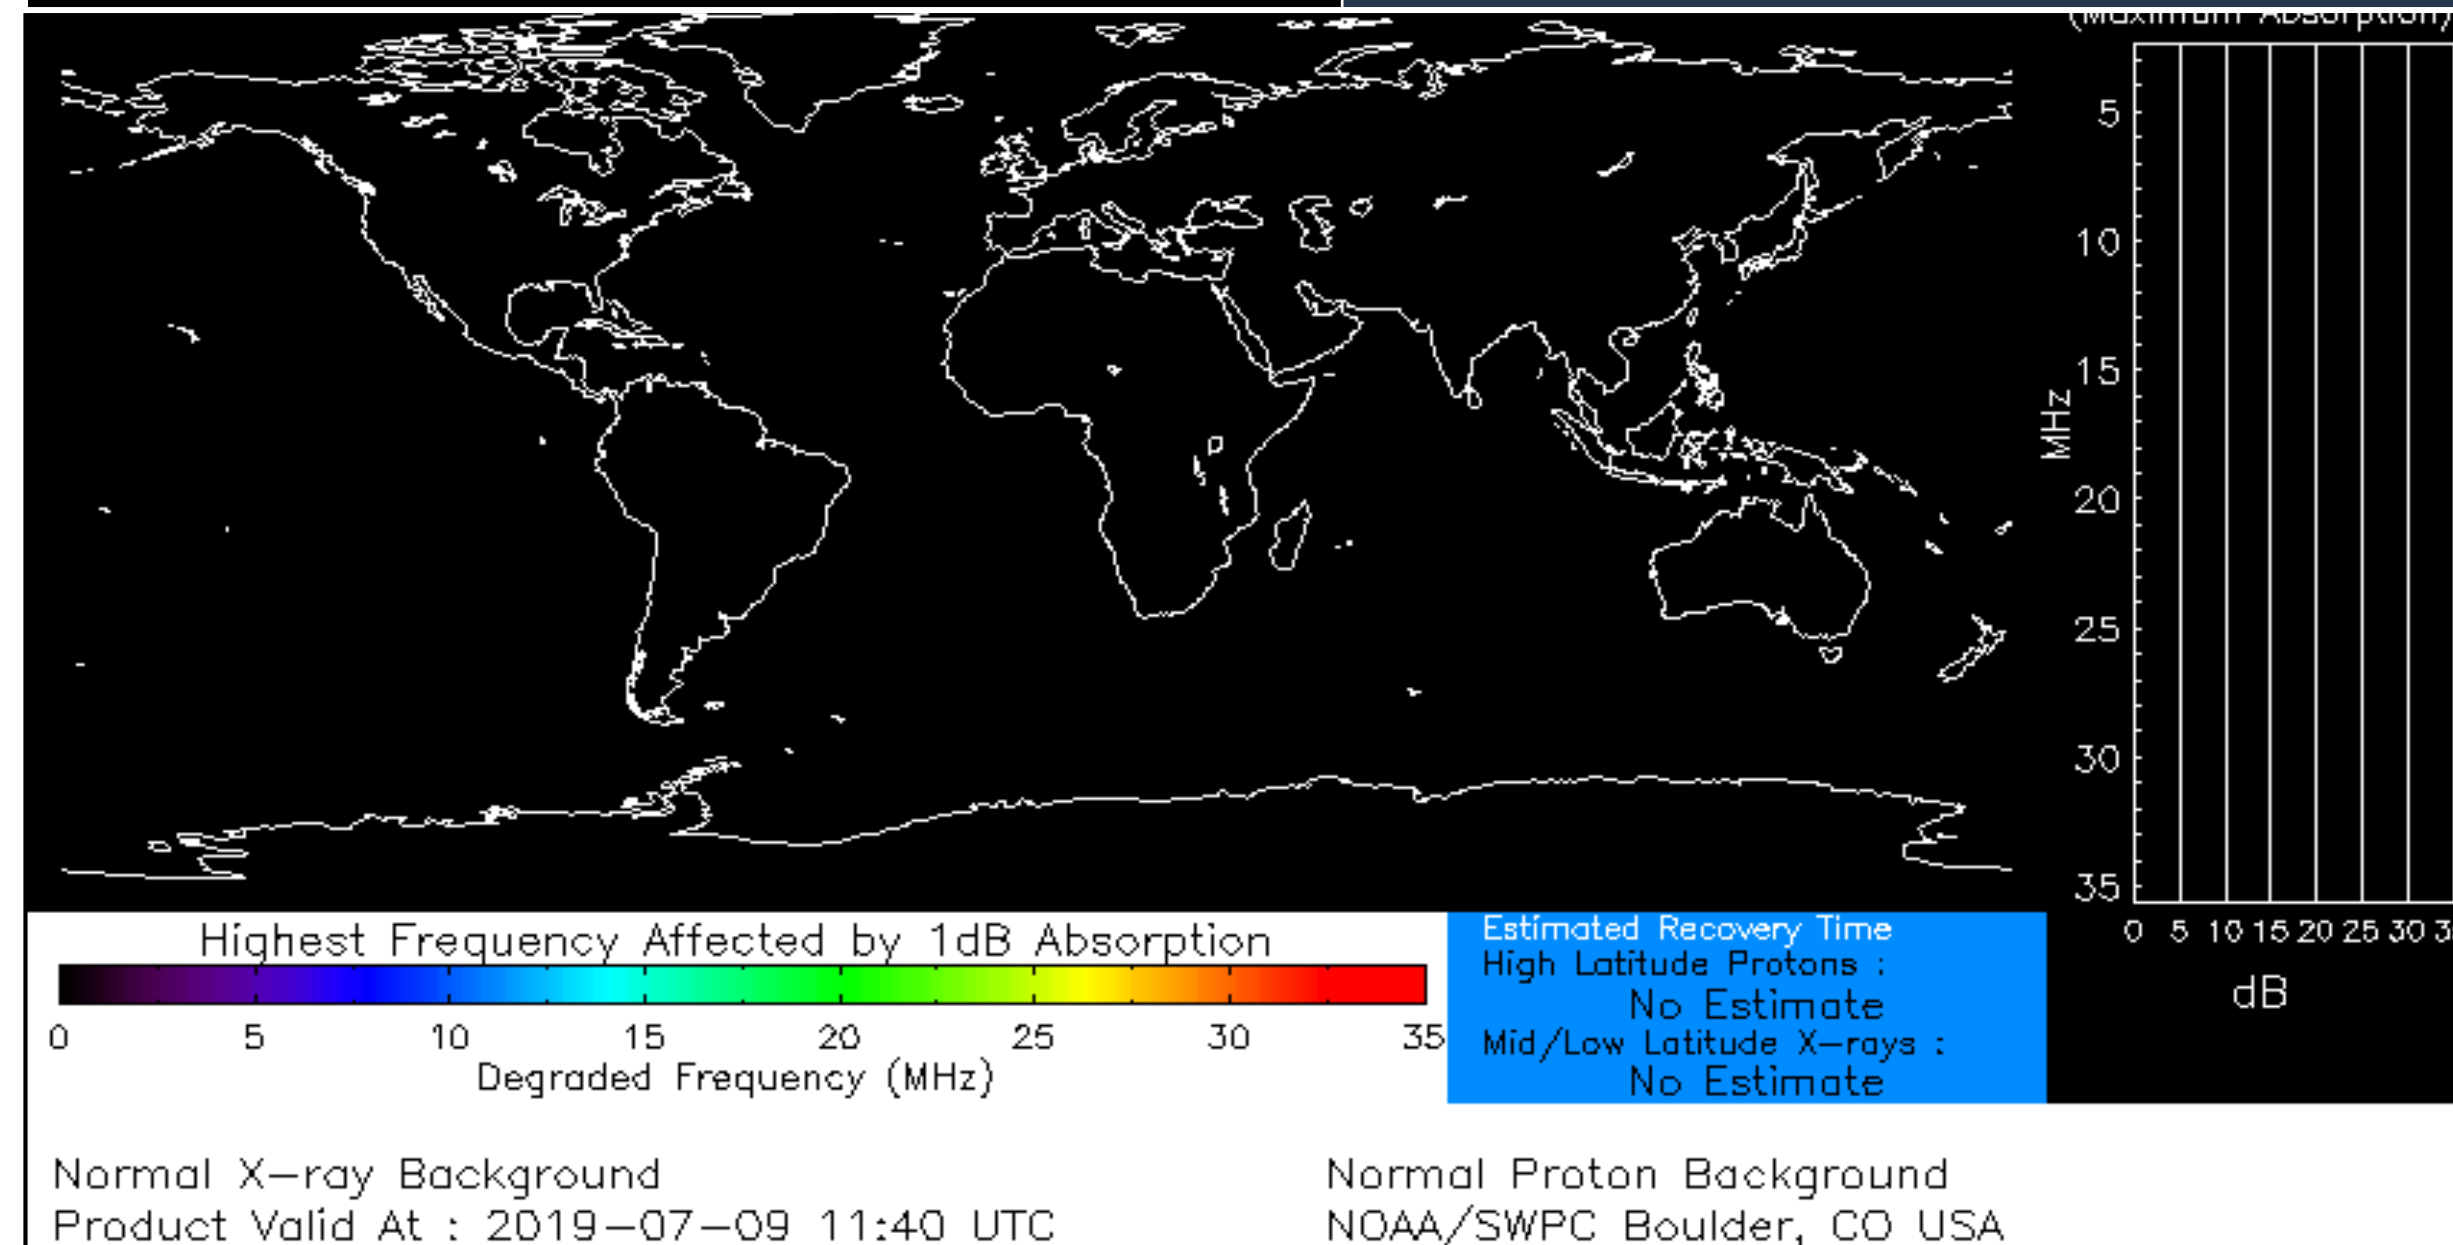 (Maximum Absorption)
5
10
15
20
25
30
35
MHz
0 5 10 15 20 25 30
dB
Highest Frequency Affected by 1dB Absorption
0 5 10 15 20 25 30 35
Degraded Frequency (MHz)
Estimated Recovery Time
High Latitude Protons :
No Estimate
Mid/Low Latitude X-rays :
No Estimate
Normal X-ray Background
Product Valid At : 2019-07-09 11:40 UTC
Normal Proton Background
NOAA/SWPC Boulder, CO USA